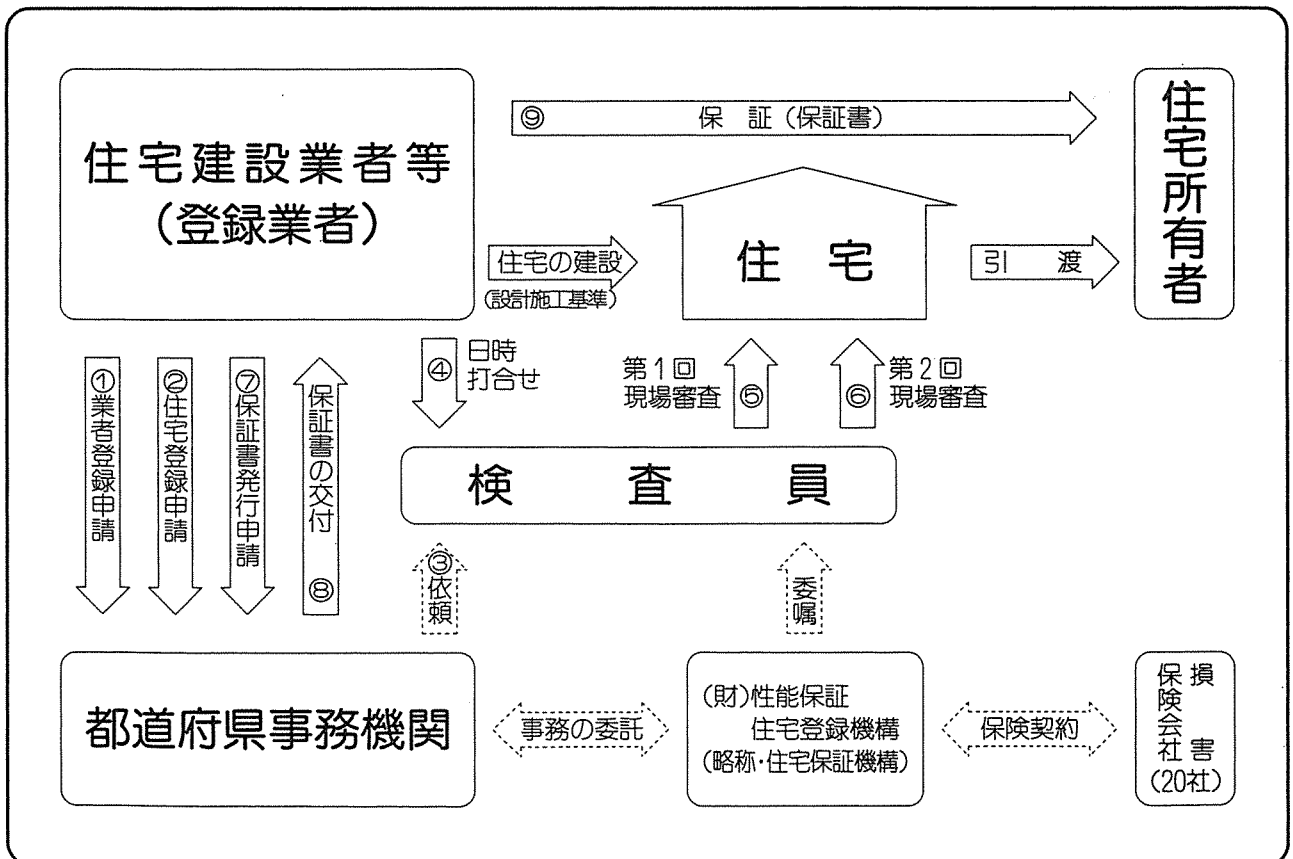 住宅建設業者等
(登録業者)
⑨ 保証(保証書)
住宅所有者
住宅の建設
(設計施工基準)
住宅
引渡
①業者登録申請
②住宅登録申請
⑦保証書発行申請
保証書の交付 ⑧
④
日時
打合せ
第1回
現場審査
⑤
⑥
第2回
現場審査
検査員
③依頼
委嘱
都道府県事務機関
事務の委託
(財)性能保証
住宅登録機構
(略称・住宅保証機構)
保険契約
損害
保険会社
(20社)